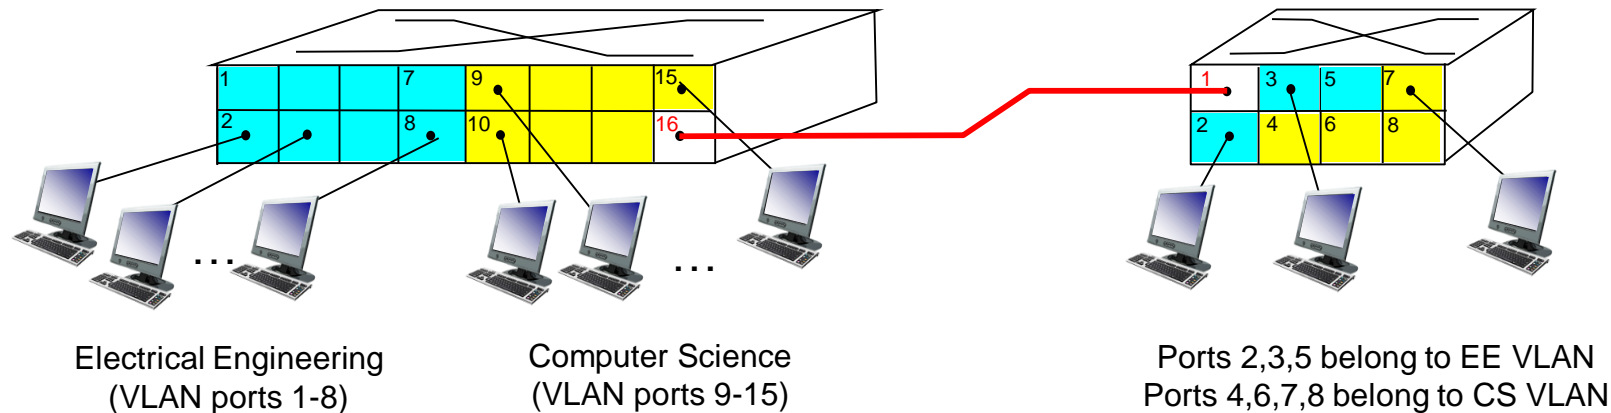 1 7 9 15
2 8 10 16
1 3 5 7
2 4 6 8
... ...
Electrical Engineering
(VLAN ports 1-8)
Computer Science
(VLAN ports 9-15)
Ports 2,3,5 belong to EE VLAN
Ports 4,6,7,8 belong to CS VLAN